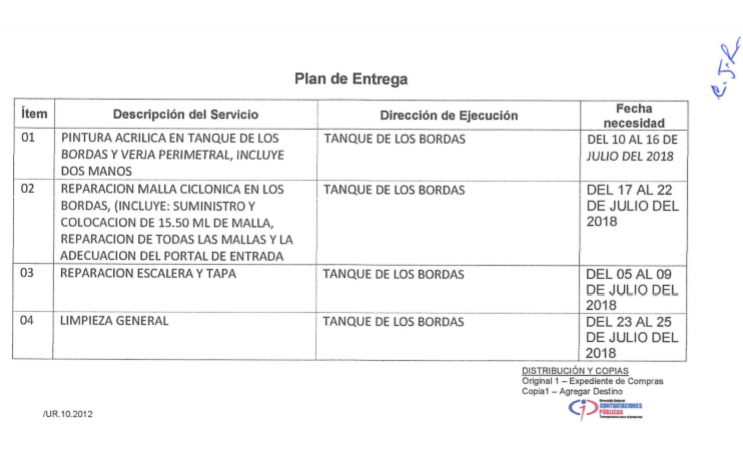 C.J.R
Plan de Entrega
Ítem Descripción del Servicio Dirección de Ejecución Fecha necesidad
01 PINTURA ACRILICA EN TANQUE DE LOS TANQUE DE LOS BORDAS DEL 10 AL 16 DE
BORDAS Y VERJA PERIMETRAL, INCLUYE JULIO DEL 2018
DOS MANOS
02 REPARACION MALLA CICLONICA EN LOS TANQUE DE LOS BORDAS DEL 17 AL 22
BORDAS, (INCLUYE: SUMINISTRO Y DE JULIO DEL
COLOCACION DE 15.50 ML DE MALLA, 2018
REPARACION DE TODAS LAS MALLAS Y LA
ADECUACION DEL PORTAL DE ENTRADA
03 REPARACION ESCALERA Y TAPA TANQUE DE LOS BORDAS DEL 05 AL 09
DE JULIO DEL
2018
04 LIMPIEZA GENERAL TANQUE DE LOS BORDAS DEL 23 AL 25
DE JULIO DEL
2018
DISTRIBUCIÓN Y COPIAS
Original 1 – Expediente de Compras
Copia1 – Agregar Destino
CONTRATACIONES
PÚBLICAS
/UR.10.2012